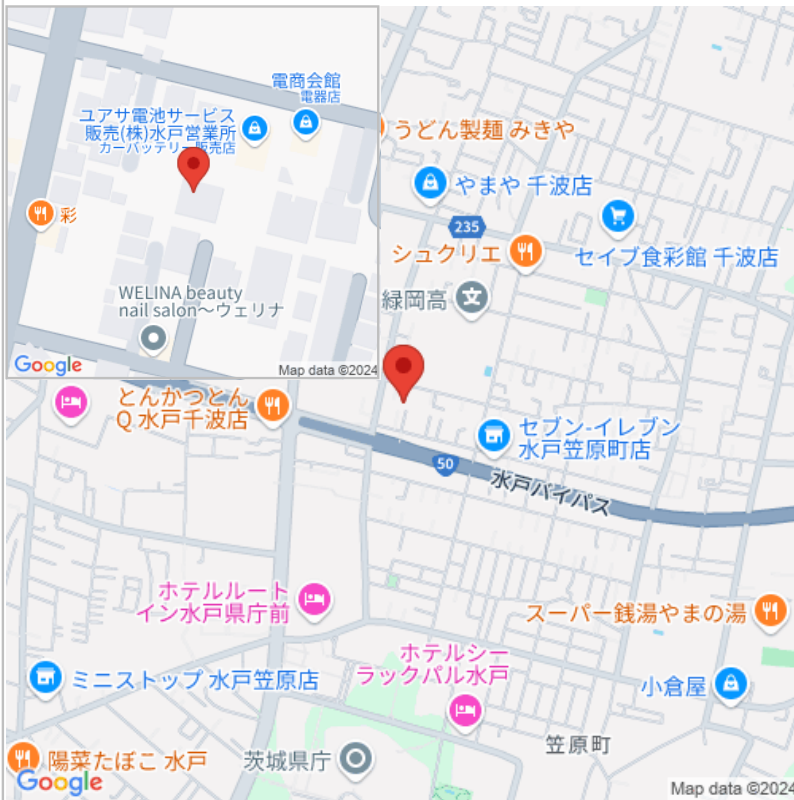 電商会館
電器店
ユアサ電池サービス
販売(株)水戸営業所
カーバッテリー販売店
彩
WELINA beauty
nail salon～ウェリナ
Google
Map data ©2024
うどん製麺 みきや
やまや 千波店
235
シュクリエ
セイブ食彩館 千波店
緑岡高
文
とんかつとん
Q 水戸千波店
セブン-イレブン
水戸笠原町店
50
水戸バイパス
ホテルルート
イン水戸県庁前
スーパー銭湯やまの湯
ホテルシー
ラックパル水戸
ミニストップ 水戸笠原店
小倉屋
笠原町
陽菜たぼこ 水戸
茨城県庁
Google
Map data ©2024